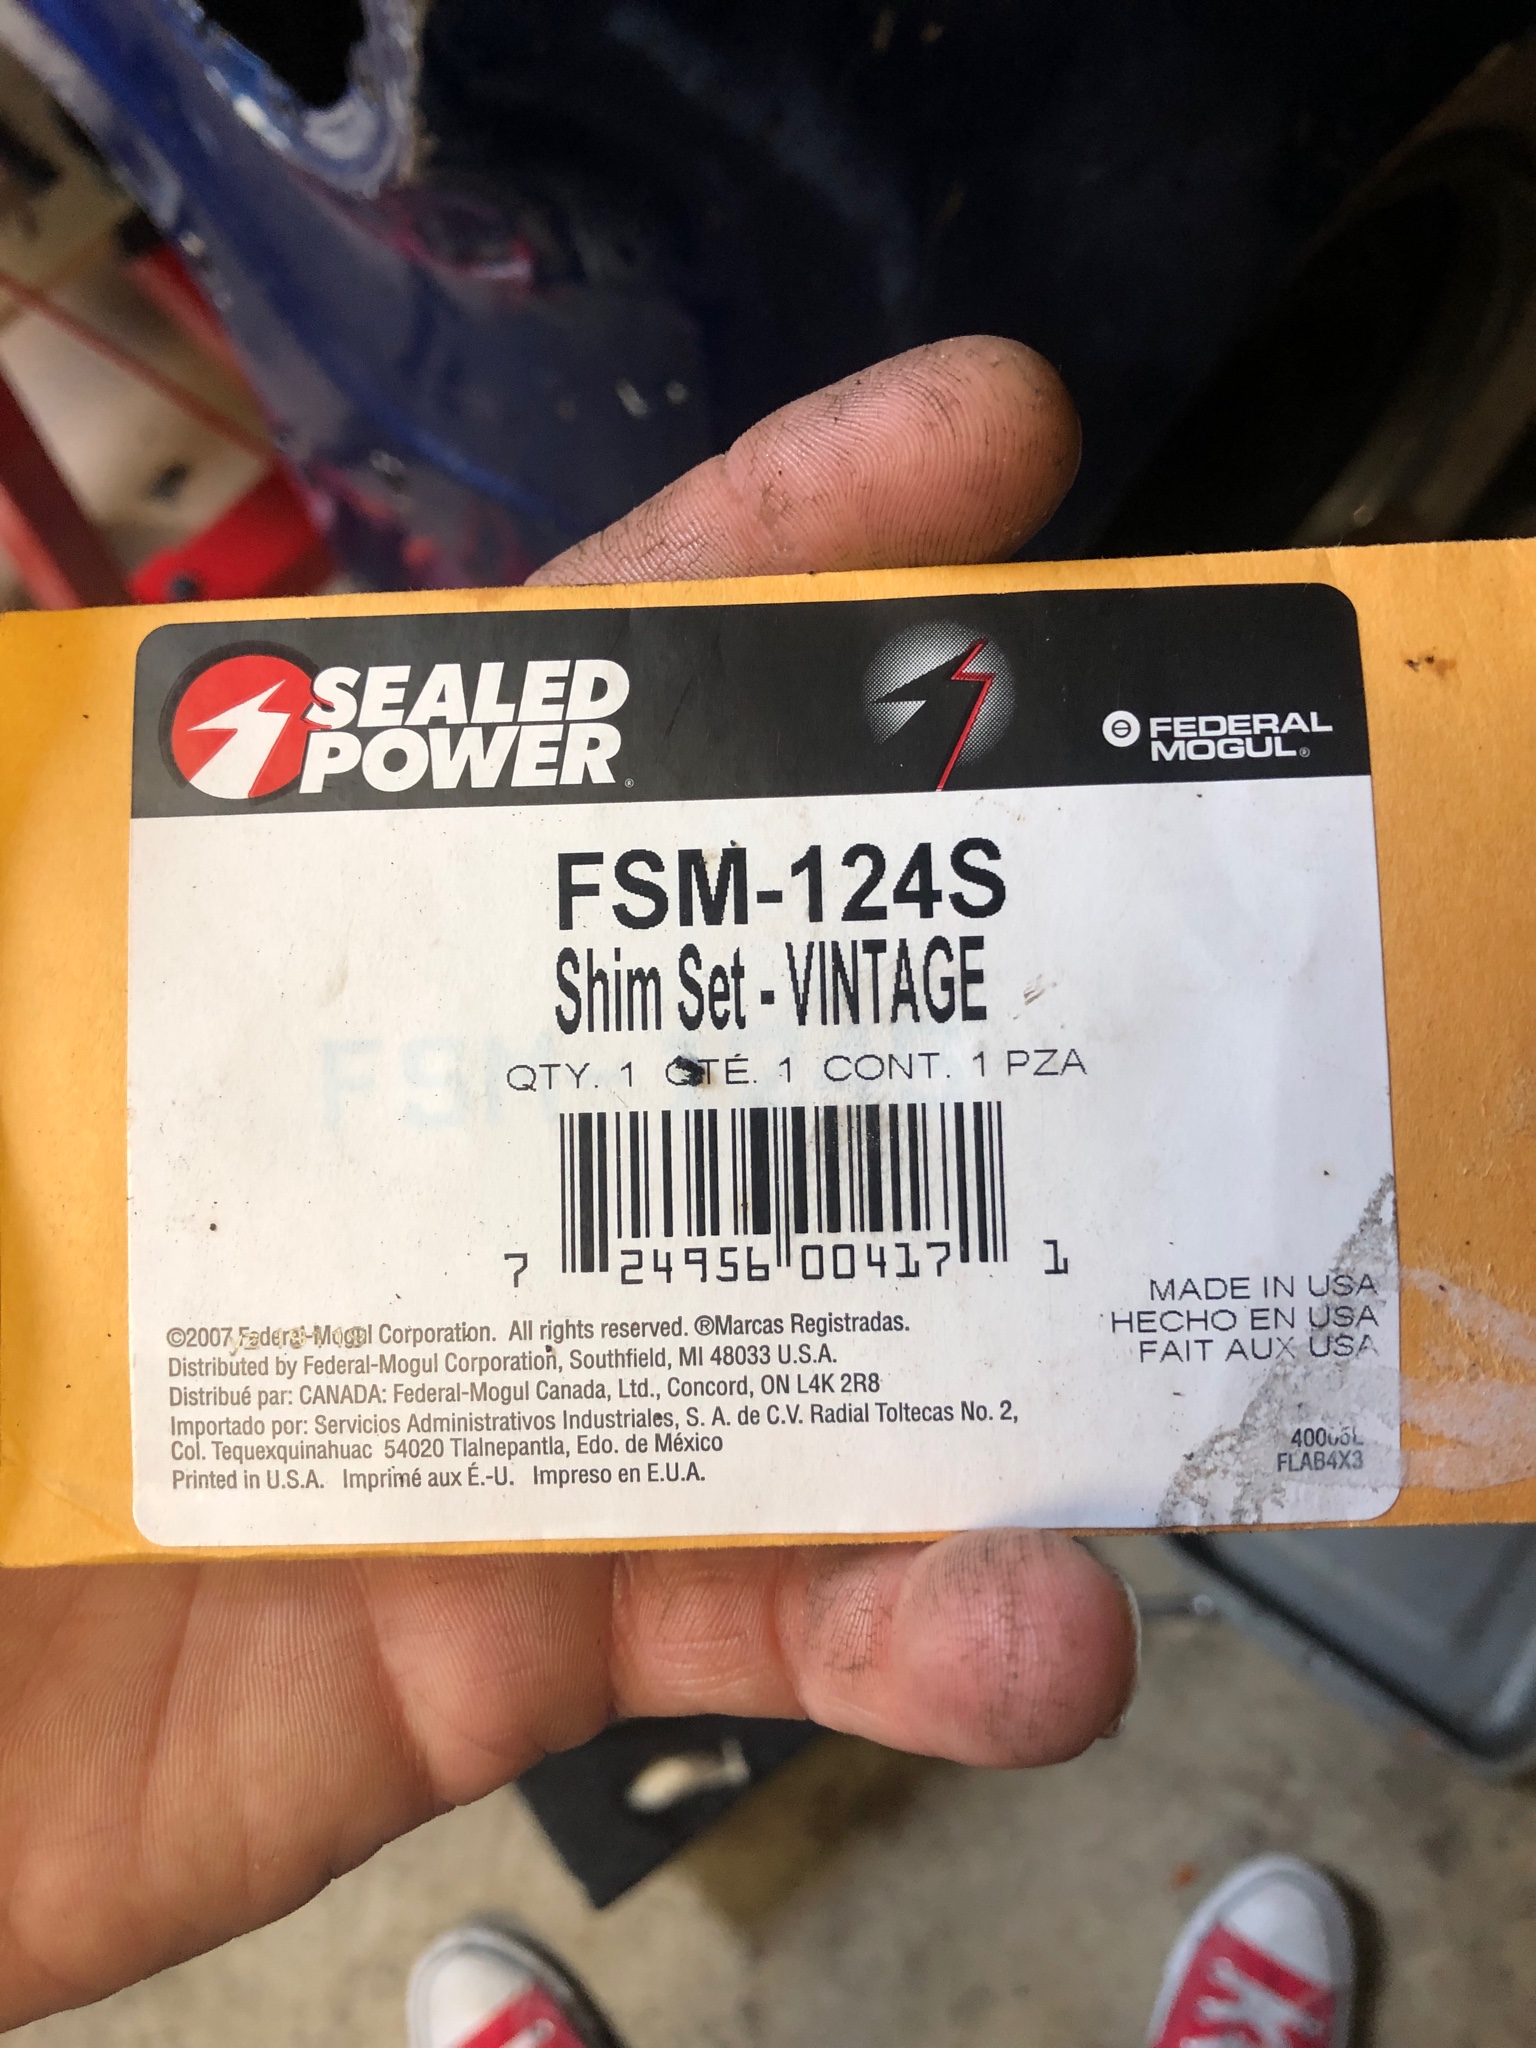 SEALED
POWER
FEDERAL
MOGUL
FSM-124S
Shim Set - VINTAGE
QTY. 1 QTÉ. 1 CONT. 1 PZA
7 24956 00417 1
MADE IN USA
HECHO EN USA
FAIT AUX USA
©2007 Federal-Mogul Corporation. All rights reserved. ®Marcas Registradas.
Distributed by Federal-Mogul Corporation, Southfield, MI 48033 U.S.A.
Distribué par: CANADA: Federal-Mogul Canada, Ltd., Concord, ON L4K 2R8
Importado por: Servicios Administrativos Industriales, S. A. de C.V. Radial Toltecas No. 2,
Col. Tequexquinahuac 54020 Tlalnepantla, Edo. de México
Printed in U.S.A. Imprimé aux É.-U. Impreso en E.U.A.
FLAB4X3